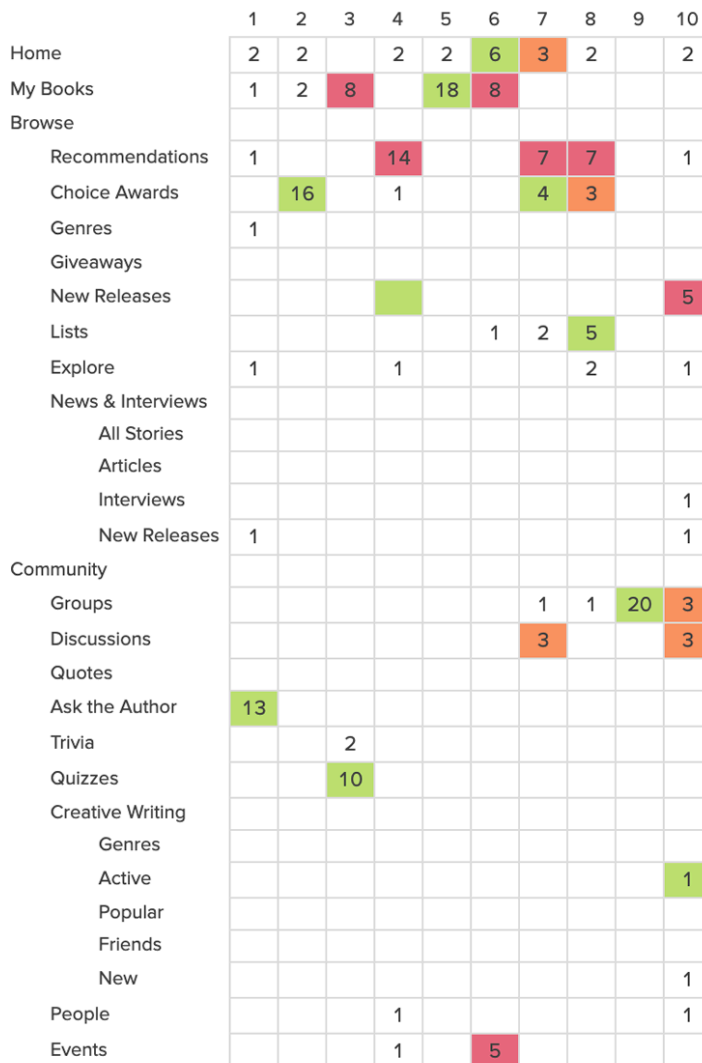 1 2 3 4 5 6 7 8 9 10
Home 2 2 2 2 6 3 2 2
My Books 1 2 8 18 8
Browse
Recommendations 1 14 7 7 1
Choice Awards 16 1 4 3
Genres 1
Giveaways
New Releases 5
Lists 1 2 5
Explore 1 1 2 1
News & Interviews
All Stories
Articles
Interviews 1
New Releases 1 1
Community
Groups 1 1 20 3
Discussions 3 3
Quotes
Ask the Author 13
Trivia 2
Quizzes 10
Creative Writing
Genres
Active 1
Popular
Friends
New 1
People 1 1
Events 1 5